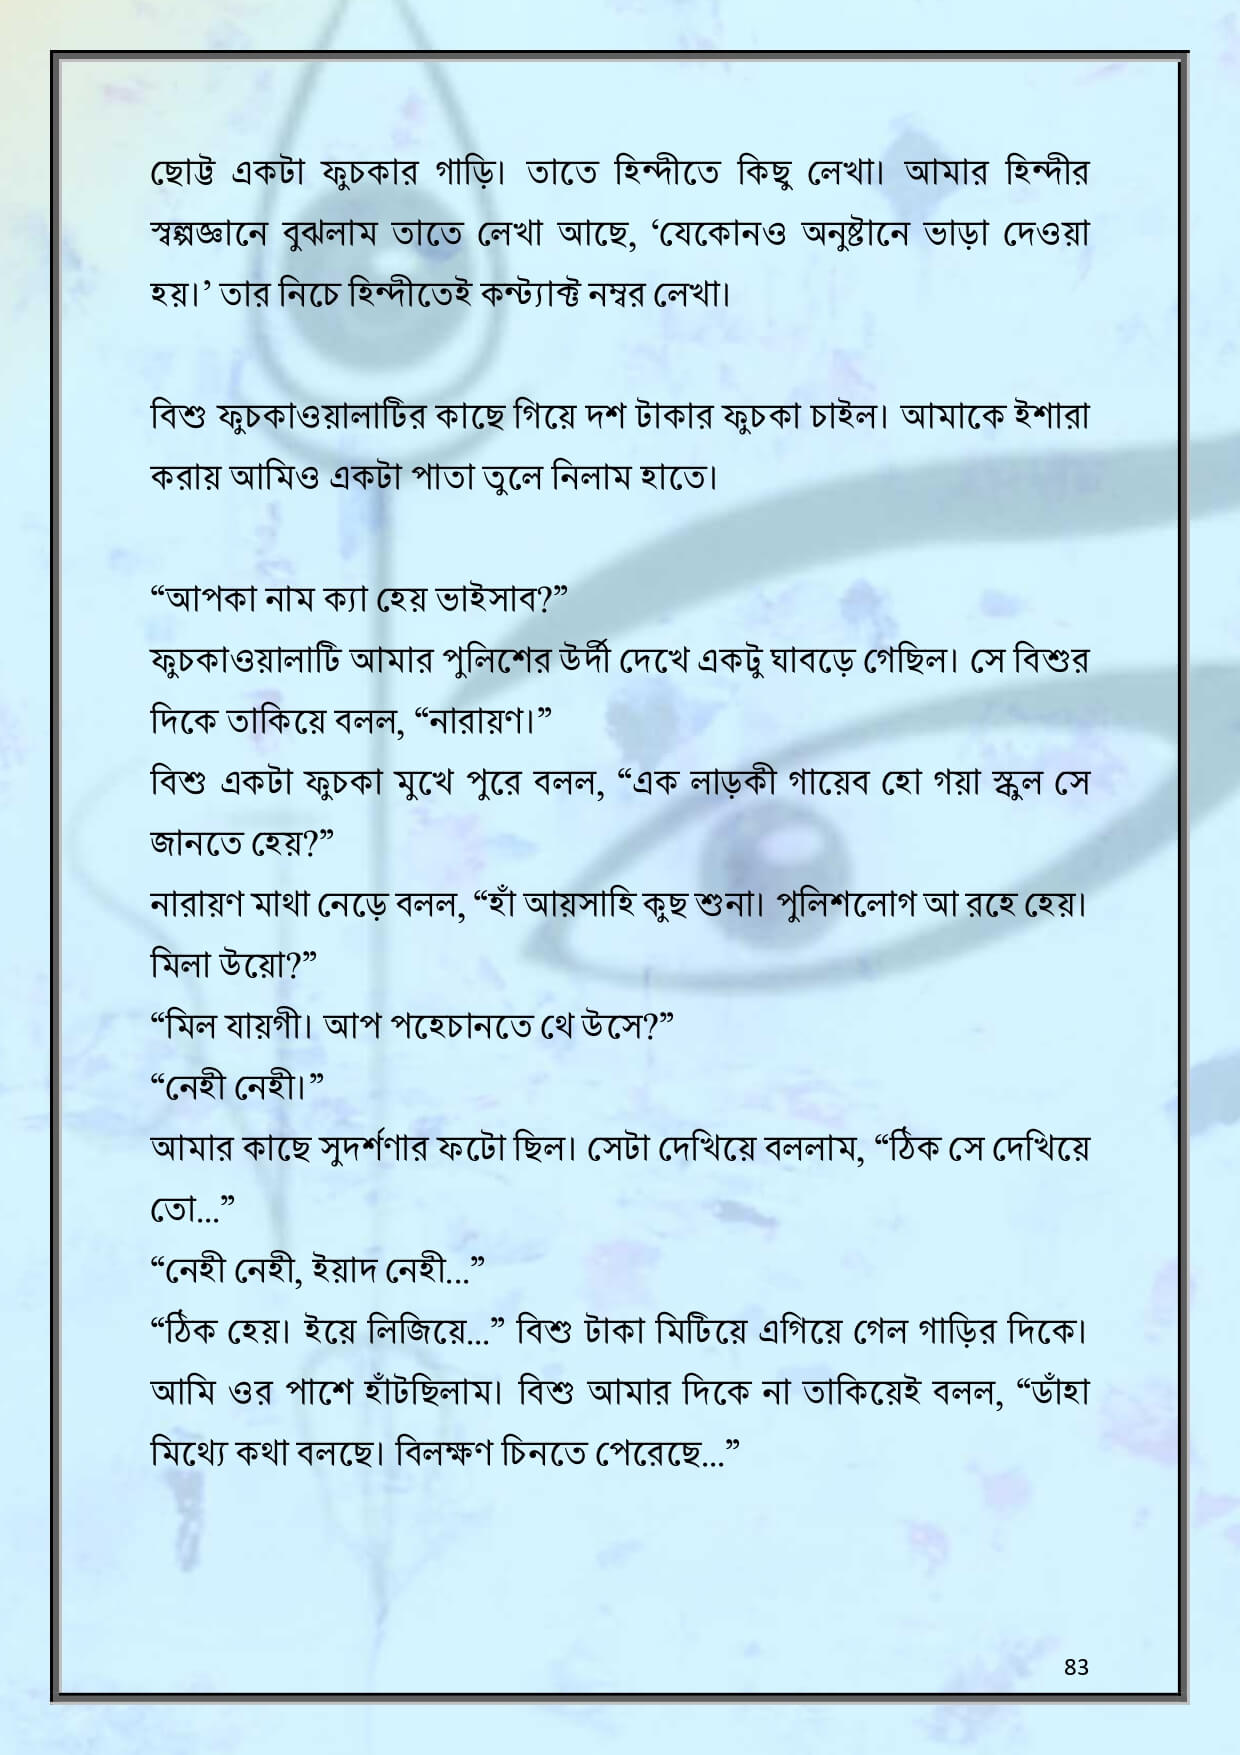 ছোট্ট একটা ফুচকার গাড়ি। তাতে হিন্দীতে কিছু লেখা। আমার হিন্দীর
স্বল্পজ্ঞানে বুঝলাম তাতে লেখা আছে, ‘যেকোনও অনুষ্টানে ভাড়া দেওয়া
হয়।’ তার নিচে হিন্দীতেই কন্ট্যাক্ট নম্বর লেখা।
বিশু ফুচকাওয়ালাটির কাছে গিয়ে দশ টাকার ফুচকা চাইল। আমাকে ইশারা
করায় আমিও একটা পাতা তুলে নিলাম হাতে।
“আপকা নাম ক্যা হেয় ভাইসাব?”
ফুচকাওয়ালাটি আমার পুলিশের উর্দী দেখে একটু ঘাবড়ে গেছিল। সে বিশুর
দিকে তাকিয়ে বলল, “নারায়ণ।”
বিশু একটা ফুচকা মুখে পুরে বলল, “এক লাড়কী গায়েব হো গয়া স্কুল সে
জানতে হেয়?”
নারায়ণ মাথা নেড়ে বলল, “হাঁ আয়সাহি কুছ শুনা। পুলিশলোগ আ রহে হেয়।
মিলা উয়ো?”
“মিল যায়গী। আপ পহেচানতে থে উসে?”
“নেহী নেহী।”
আমার কাছে সুদর্শণার ফটো ছিল। সেটা দেখিয়ে বললাম, “ঠিক সে দেখিয়ে
তো...”
“নেহী নেহী, ইয়াদ নেহী...”
“ঠিক হেয়। ইয়ে লিজিয়ে...” বিশু টাকা মিটিয়ে এগিয়ে গেল গাড়ির দিকে।
আমি ওর পাশে হাঁটছিলাম। বিশু আমার দিকে না তাকিয়েই বলল, “ডাঁহা
মিথ্যে কথা বলছে। বিলক্ষণ চিনতে পেরেছে...”
83